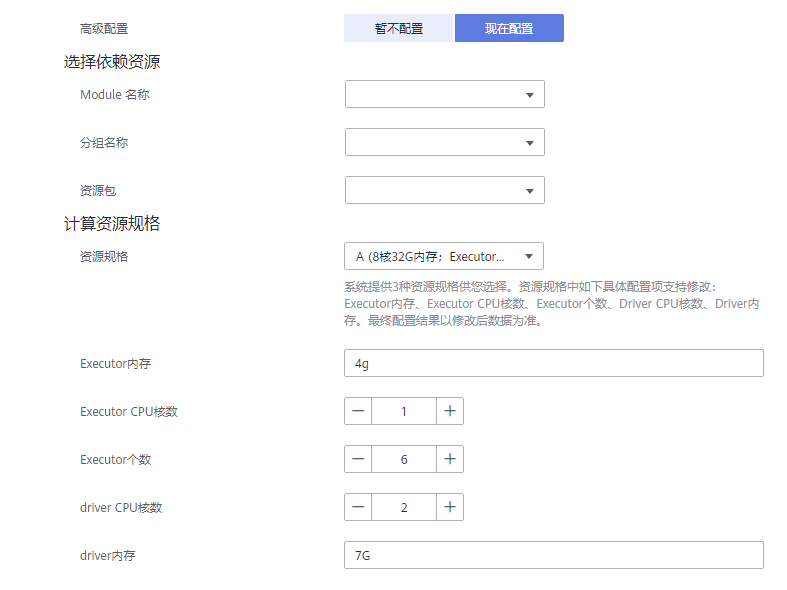 高级配置
暂不配置
现在配置
选择依赖资源
Module 名称
分组名称
资源包
计算资源规格
资源规格
A (8核32G内存；Executor...
系统提供3种资源规格供您选择。资源规格中如下具体配置项支持修改：
Executor内存、Executor CPU核数、Executor个数、Driver CPU核数、Driver内
存。最终配置结果以修改后数据为准。
Executor内存
4g
Executor CPU核数
1
Executor个数
6
driver CPU核数
2
driver内存
7G